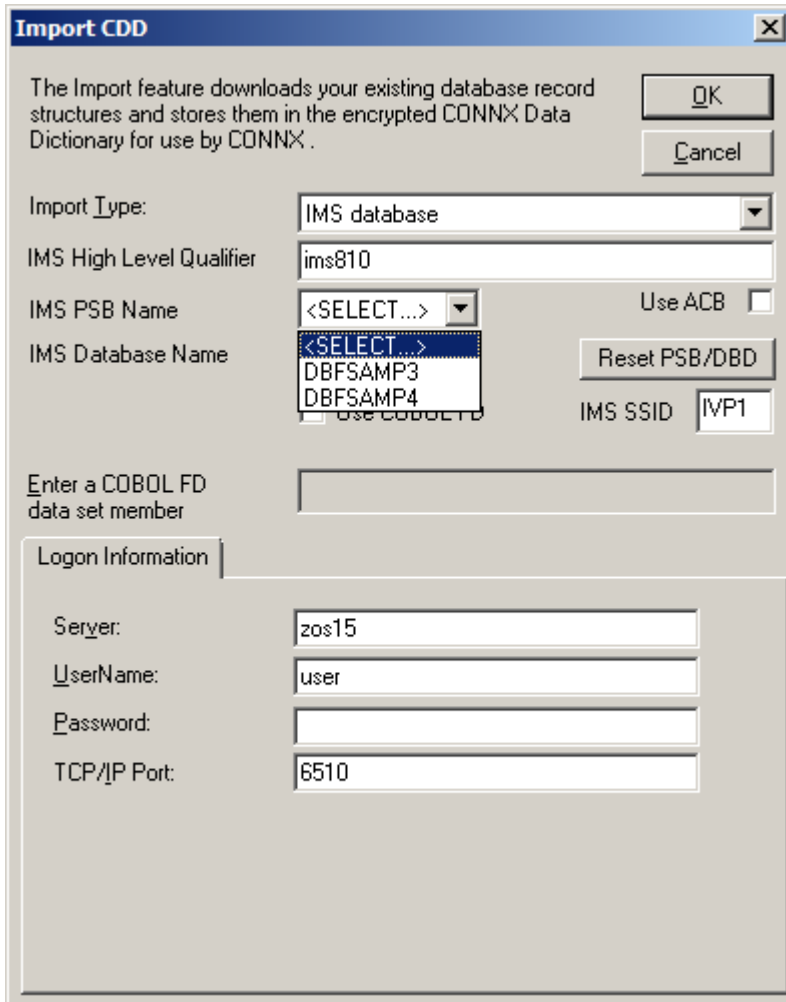 Import CDD
The Import feature downloads your existing database record
structures and stores them in the encrypted CONNX Data
Dictionary for use by CONNX .
OK
Cancel
Import Type:
IMS database
IMS High Level Qualifier
ims810
IMS PSB Name
<SELECT...>
Use ACB
<SELECT...>
DBFSAMP3
DBFSAMP4
IMS Database Name
Reset PSB/DBD
Use COBOL FD
IMS SSID
IVP1
Enter a COBOL FD
data set member
Logon Information
Server:
zos15
UserName:
user
Password:
TCP/IP Port:
6510